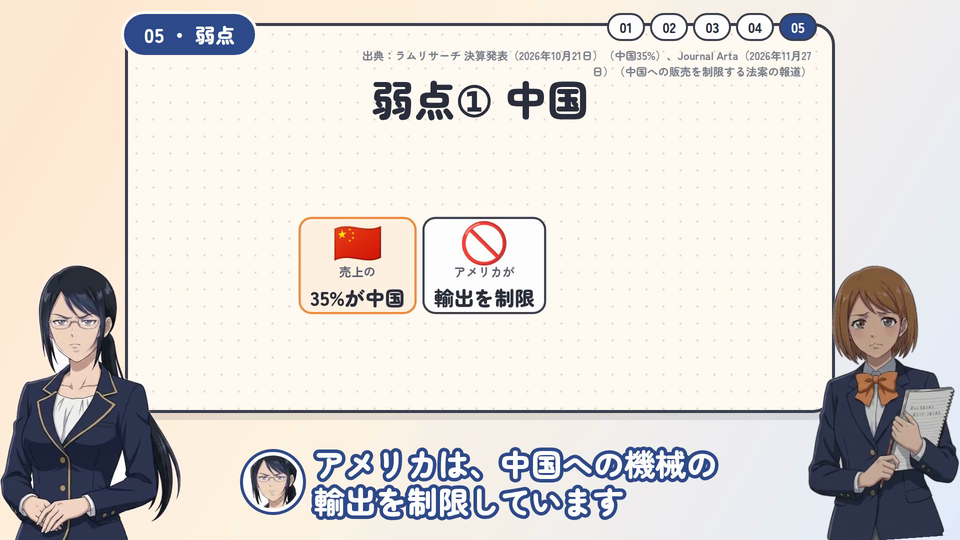 05 ・ 弱点
01 02 03 04 05
出典：ラムリサーチ 決算発表（2026年10月21日）（中国35%）、Journal Arta（2026年11月27
日）（中国への販売を制限する法案の報道）
弱点① 中国
売上の
35%が中国
アメリカが
輸出を制限
アメリカは、中国への機械の
輸出を制限しています